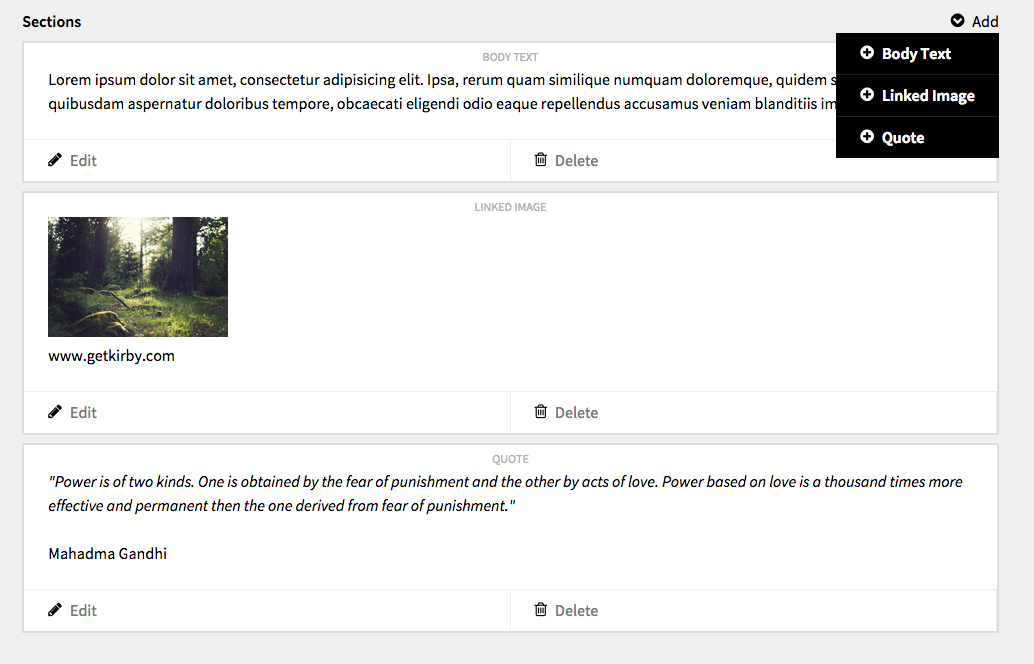 Sections
Add
Body Text
Linked Image
Quote
BODY TEXT
Lorem ipsum dolor sit amet, consectetur adipisicing elit. Ipsa, rerum quam similique numquam doloremque, quidem
quibusdam aspernatur doloribus tempore, obcaecati eligendi odio eaque repellendus accusamus veniam blanditiis
Edit
Delete
LINKED IMAGE
www.getkirby.com
Edit
Delete
QUOTE
"Power is of two kinds. One is obtained by the fear of punishment and the other by acts of love. Power based on love is a thousand times more
effective and permanent then the one derived from fear of punishment."
Mahadma Gandhi
Edit
Delete